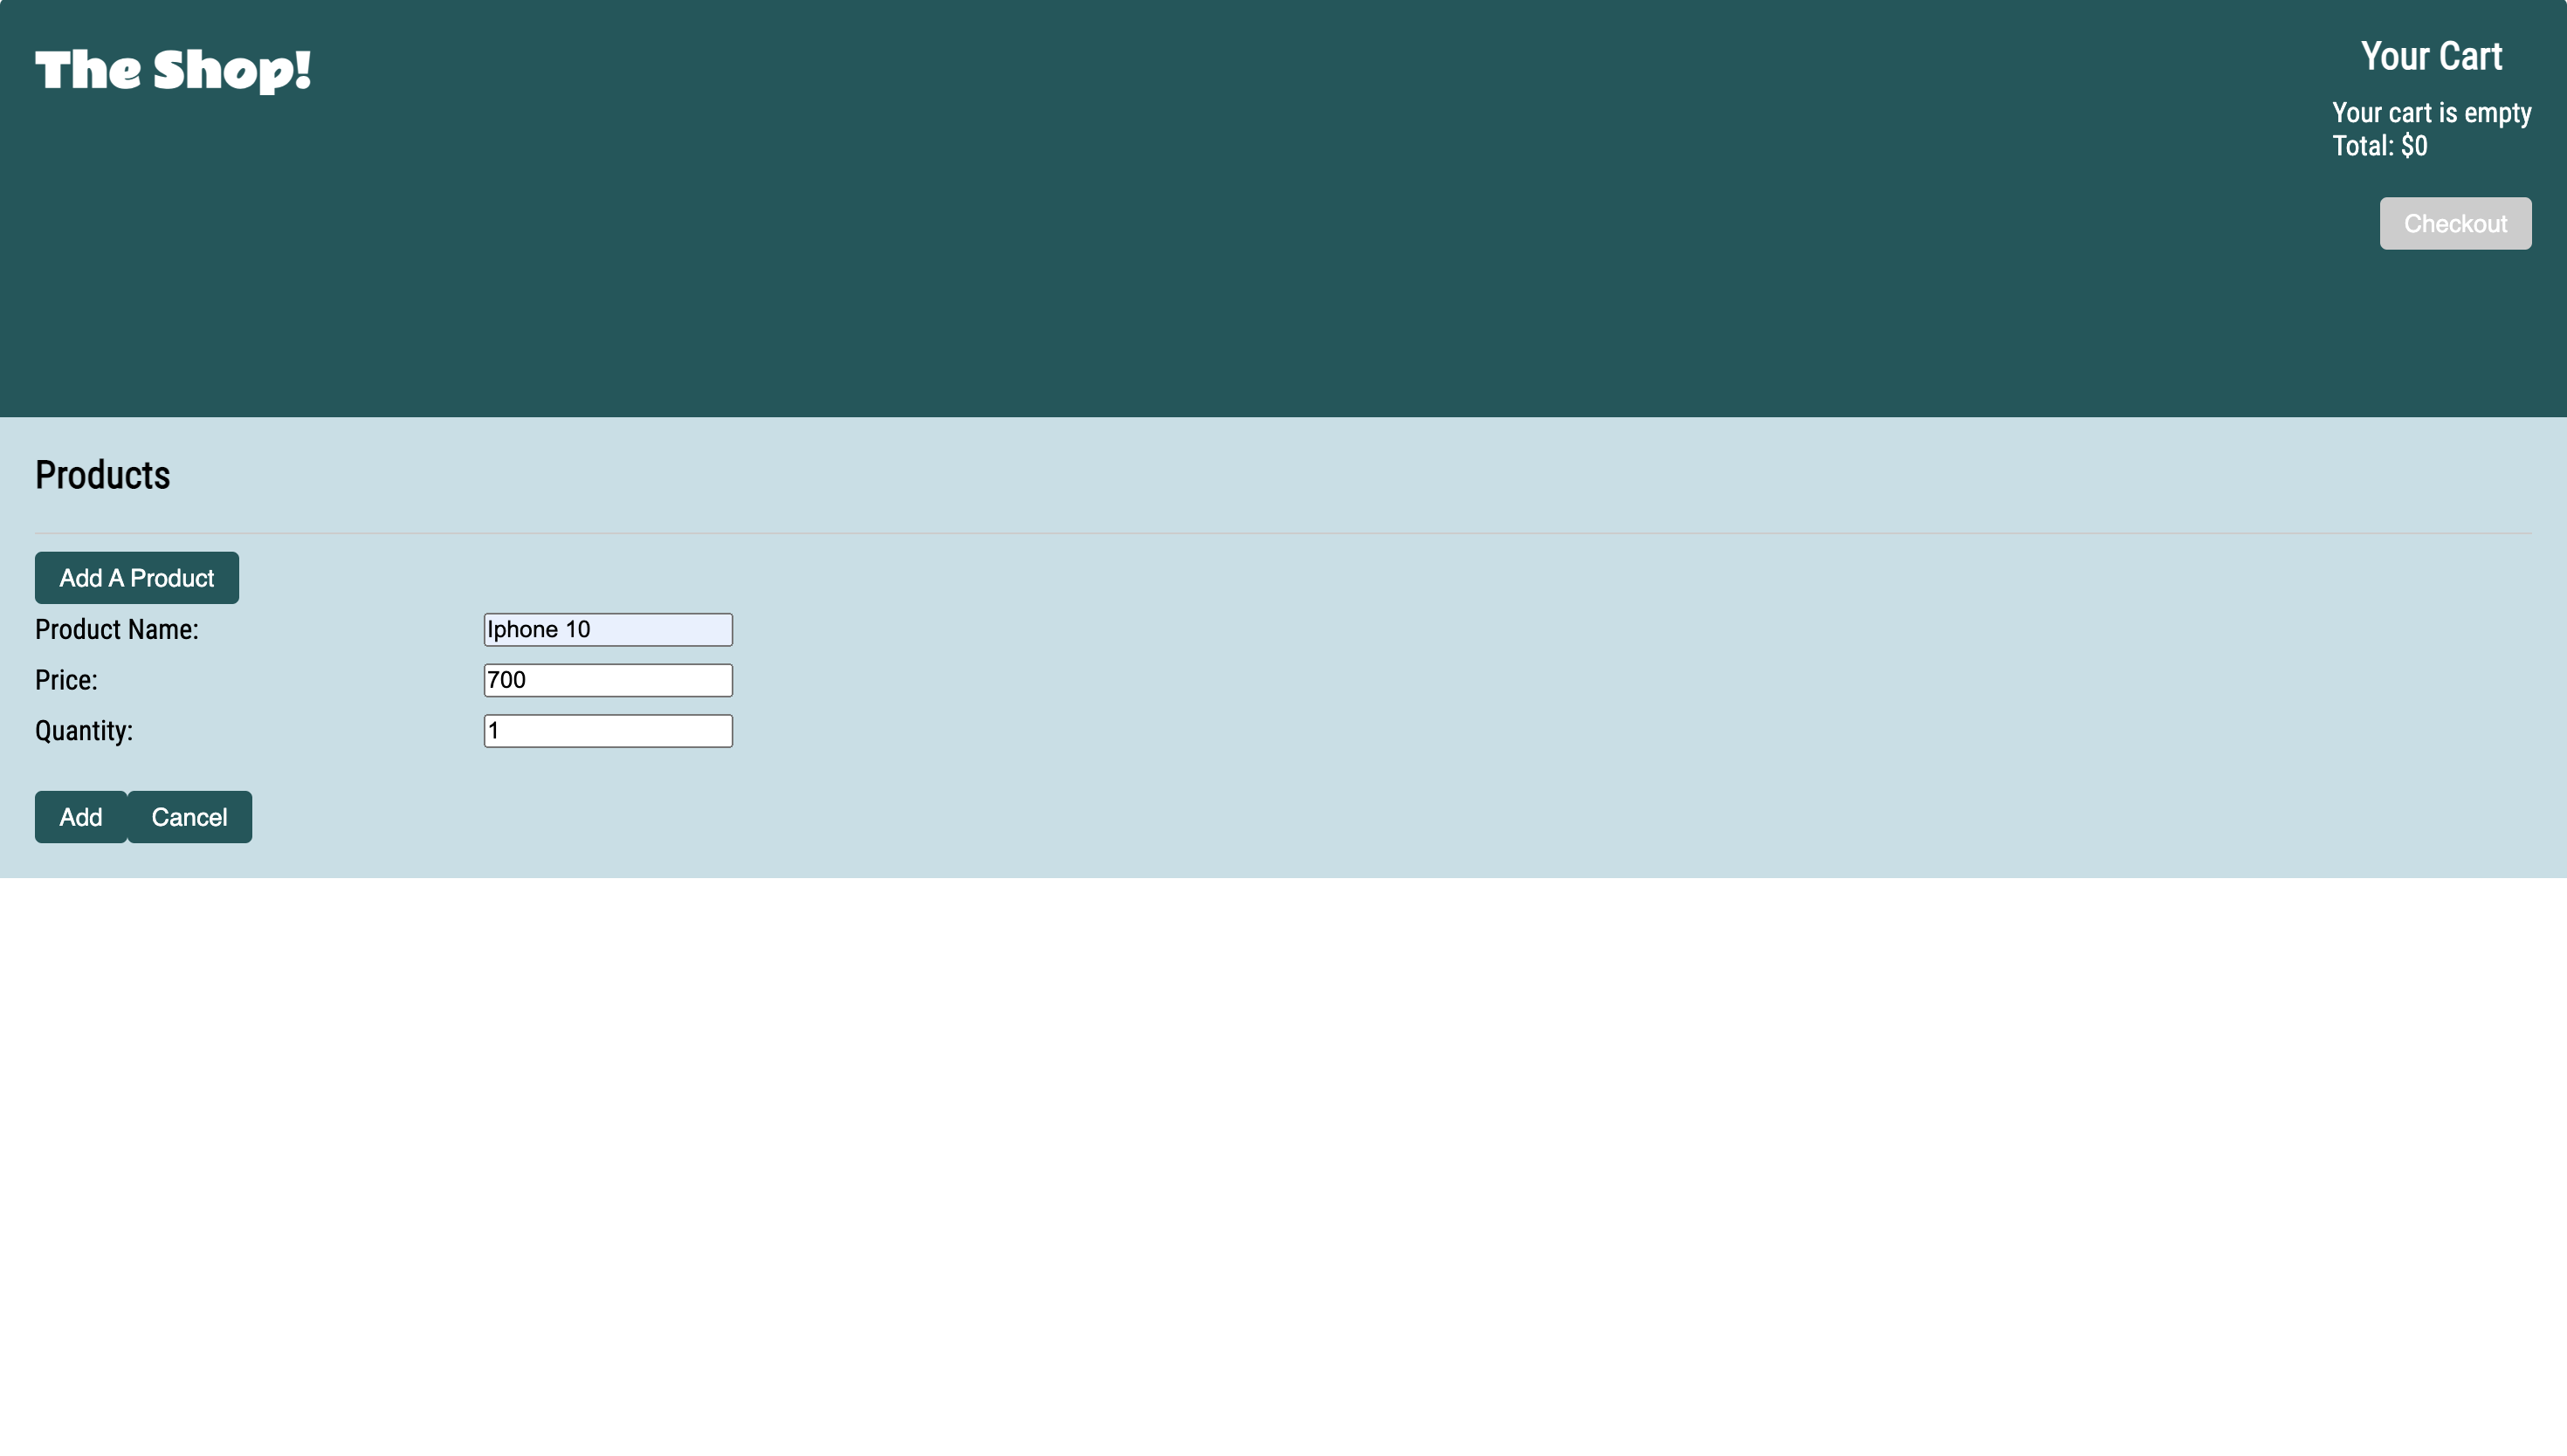 The Shop!
Your Cart
Your cart is empty
Total: $0
Checkout
Products
Add A Product
Product Name: Iphone 10
Price: 700
Quantity: 1
Add Cancel